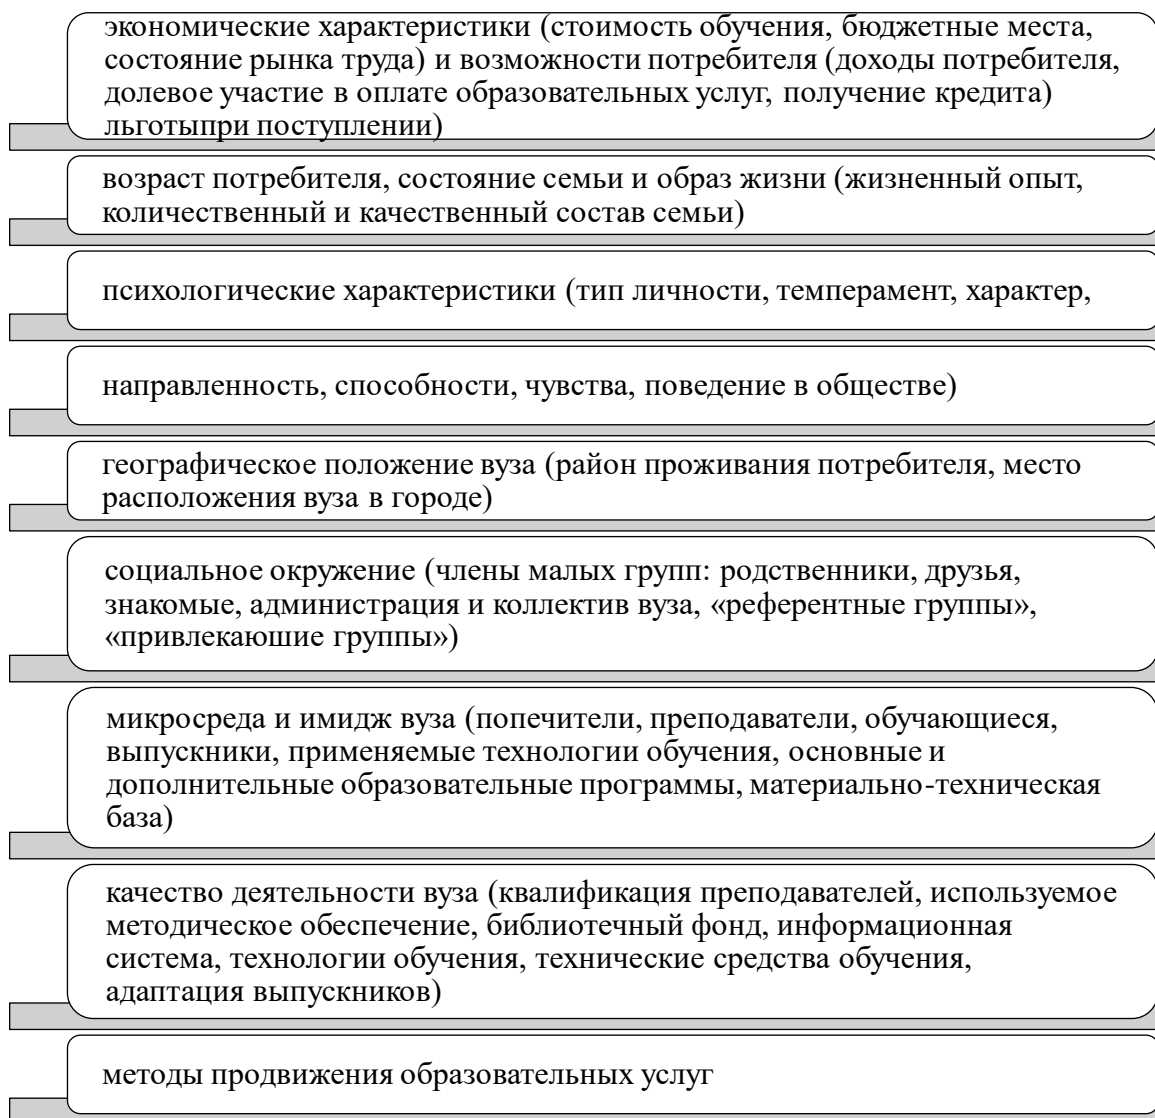 экономические характеристики (стоимость обучения, бюджетные места,
состояние рынка труда) и возможности потребителя (доходы потребителя,
долевое участие в оплате образовательных услуг, получение кредита)
льготыпри поступлении)
возраст потребителя, состояние семьи и образ жизни (жизненный опыт,
количественный и качественный состав семьи)
психологические характеристики (тип личности, темперамент, характер,
направленность, способности, чувства, поведение в обществе)
географическое положение вуза (район проживания потребителя, место
расположения вуза в городе)
социальное окружение (члены малых групп: родственники, друзья,
знакомые, администрация и коллектив вуза, «референтные группы»,
«привлекаюшие группы»)
микросреда и имидж вуза (попечители, преподаватели, обучающиеся,
выпускники, применяемые технологии обучения, основные и
дополнительные образовательные программы, материально-техническая
база)
качество деятельности вуза (квалификация преподавателей, используемое
методическое обеспечение, библиотечный фонд, информационная
система, технологии обучения, технические средства обучения,
адаптация выпускников)
методы продвижения образовательных услуг